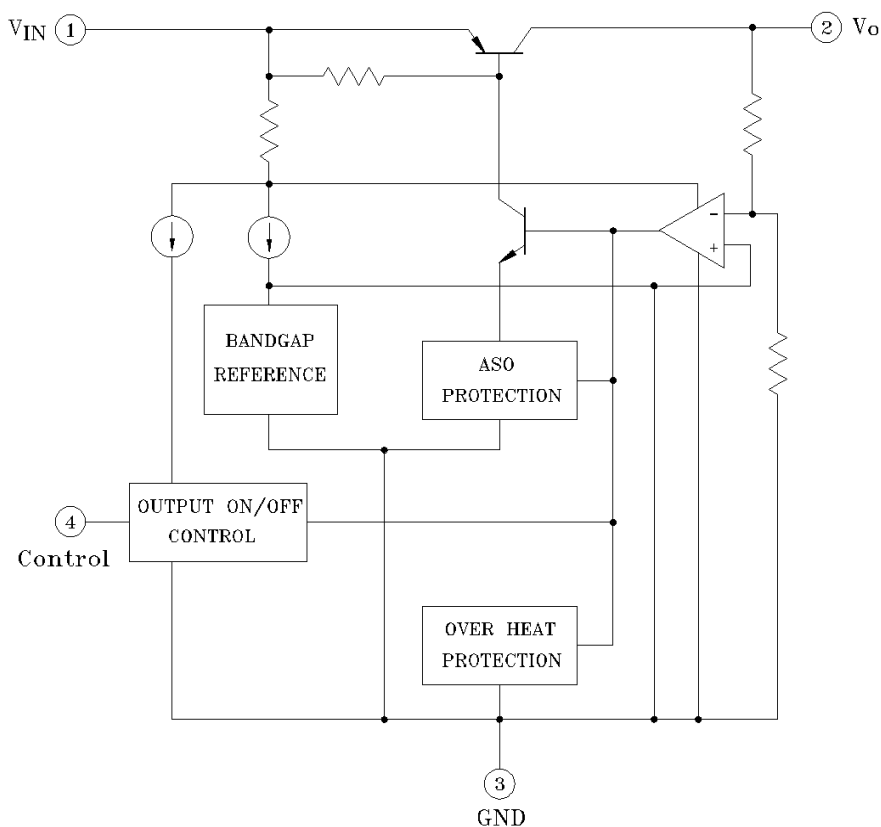 VIN 1
2 Vo
-
+
BANDGAP
REFERENCE
ASO
PROTECTION
OUTPUT ON/OFF
CONTROL
4
Control
OVER HEAT
PROTECTION
3
GND